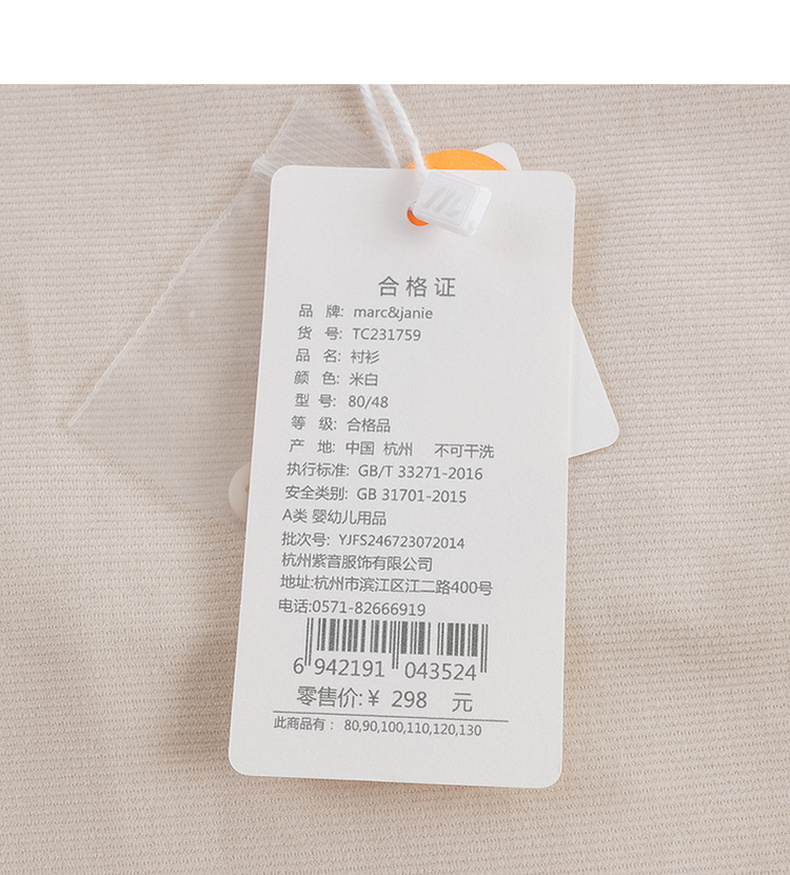 合格证
品 牌: marc&janie
货 号: TC231759
品 名: 衬衫
颜 色: 米白
型 号: 80/48
等 级: 合格品
产 地: 中国 杭州 不可干洗
执行标准: GB/T 33271-2016
安全类别: GB 31701-2015
A类 婴幼儿用品
批次号: YJFS246723072014
杭州紫音服饰有限公司
地址:杭州市滨江区江二路400号
电话:0571-82666919
6 942191 043524
零售价:¥ 298 元
此商品有： 80,90,100,110,120,130